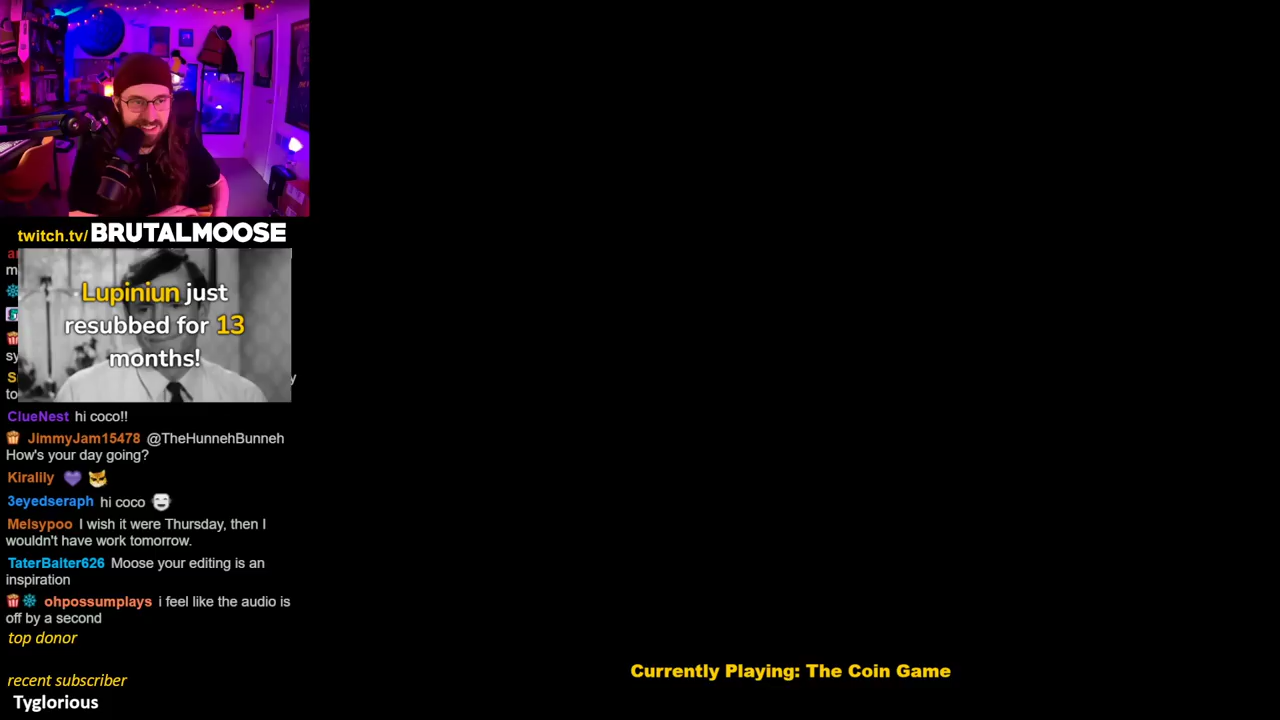 twitch.tv/BRUTALMOOSE
Lupiniun just
resubbed for 13
months!
ClueNest hi coco!!
JimmyJam15478 @TheHunnehBunneh
How's your day going?
Kiralily
3eyedseraph hi coco
Melsypoo I wish it were Thursday, then I
wouldn't have work tomorrow.
TaterBalter626 Moose your editing is an
inspiration
ohpossumplays i feel like the audio is
off by a second
top donor
recent subscriber
Tyglorious
Currently Playing: The Coin Game